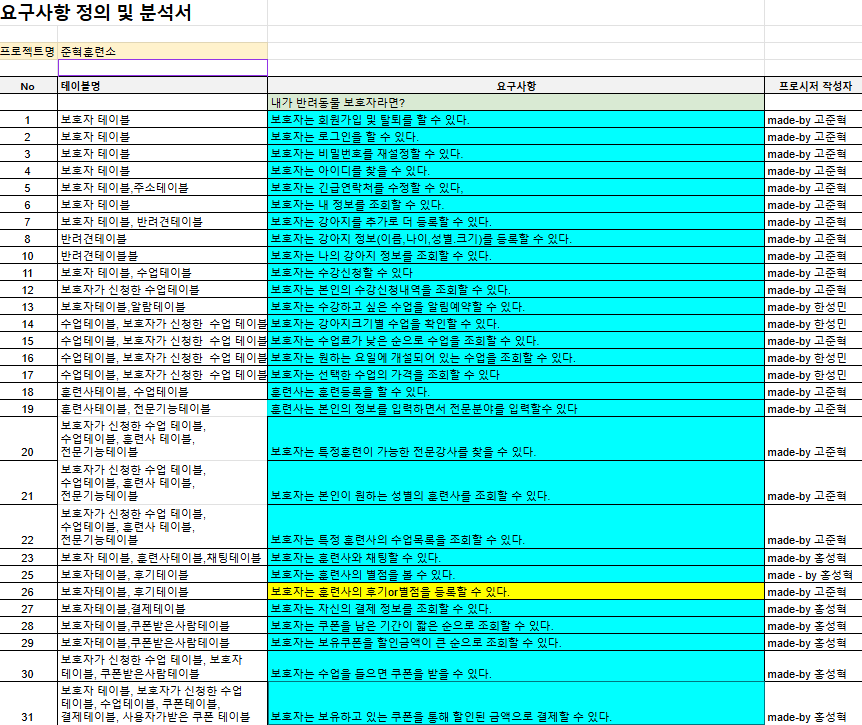 요구사항 정의 및 분석서
프로젝트명 준혁훈련소
No 테이블명 요구사항 프로시저 작성자
내가 반려동물 보호자라면?
1 보호자 테이블 보호자는 회원가입 및 탈퇴를 할 수 있다. made-by 고준혁
2 보호자 테이블 보호자는 로그인을 할 수 있다. made-by 고준혁
3 보호자 테이블 보호자는 비밀번호를 재설정할 수 있다. made-by 고준혁
4 보호자 테이블 보호자는 아이디를 찾을 수 있다. made-by 고준혁
5 보호자 테이블,주소테이블 보호자는 긴급연락처를 수정할 수 있다, made-by 고준혁
6 보호자 테이블 보호자는 내 정보를 조회할 수 있다. made-by 고준혁
7 보호자 테이블, 반려견테이블 보호자는 강아지를 추가로 더 등록할 수 있다. made-by 고준혁
8 반려견테이블 보호자는 강아지 정보(이름,나이,성별,크기)를 등록할 수 있다. made-by 고준혁
10 반려견테이블블 보호자는 나의 강아지 정보를 조회할 수 있다. made-by 고준혁
11 보호자 테이블, 수업테이블 보호자는 수강신청할 수 있다 made-by 고준혁
12 보호자가 신청한 수업테이블 보호자는 본인의 수강신청내역을 조회할 수 있다. made-by 고준혁
13 보호자테이블,알람테이블 보호자는 수강하고 싶은 수업을 알림예약할 수 있다. made-by 한성민
14 수업테이블, 보호자가 신청한 수업 테이블 보호자는 강아지크기별 수업을 확인할 수 있다. made-by 한성민
15 수업테이블, 보호자가 신청한 수업 테이블 보호자는 수업료가 낮은 순으로 수업을 조회할 수 있다. made-by 고준혁
16 수업테이블, 보호자가 신청한 수업 테이블 보호자는 원하는 요일에 개설되어 있는 수업을 조회할 수 있다. made-by 한성민
17 수업테이블, 보호자가 신청한 수업 테이블 보호자는 선택한 수업의 가격을 조회할 수 있다 made-by 한성민
18 훈련사테이블, 수업테이블 훈련사는 훈련등록을 할 수 있다. made-by 고준혁
19 훈련사테이블, 전문기능테이블 훈련사는 본인의 정보를 입력하면서 전문분야를 입력할수 있다 made-by 고준혁
보호자가 신청한 수업 테이블,
수업테이블, 훈련사 테이블,
20 전문기능테이블 보호자는 특정훈련이 가능한 전문강사를 찾을 수 있다. made-by 고준혁
보호자가 신청한 수업 테이블,
수업테이블, 훈련사 테이블,
21 전문기능테이블 보호자는 본인이 원하는 성별의 훈련사를 조회할 수 있다. made-by 고준혁
보호자가 신청한 수업 테이블,
수업테이블, 훈련사 테이블,
22 전문기능테이블 보호자는 특정 훈련사의 수업목록을 조회할 수 있다. made-by 고준혁
23 보호자 테이블, 훈련사테이블,채팅테이블 보호자는 훈련사와 채팅할 수 있다. made-by 홍성혁
25 보호자테이블, 후기테이블 보호자는 훈련사의 별점을 볼 수 있다. made - by 홍성혁
26 보호자테이블, 후기테이블 보호자는 훈련사의 후기or별점을 등록할 수 있다. made-by 고준혁
27 보호자테이블,결제테이블 보호자는 자신의 결제 정보를 조회할 수 있다. made-by 홍성혁
28 보호자테이블,쿠폰받은사람테이블 보호자는 쿠폰을 남은 기간이 짧은 순으로 조회할 수 있다. made-by 홍성혁
29 보호자테이블,쿠폰받은사람테이블 보호자는 보유쿠폰을 할인금액이 큰 순으로 조회할 수 있다. made-by 홍성혁
보호자가 신청한 수업 테이블, 보호자
30 테이블, 쿠폰받은사람테이블 보호자는 수업을 들으면 쿠폰을 받을 수 있다. made-by 홍성혁
보호자 테이블, 보호자가 신청한 수업
테이블, 수업테이블, 쿠폰테이블,
31 결제테이블, 사용자가받은 쿠폰 테이블 보호자는 보유하고 있는 쿠폰을 통해 할인된 금액으로 결제할 수 있다. made-by 홍성혁